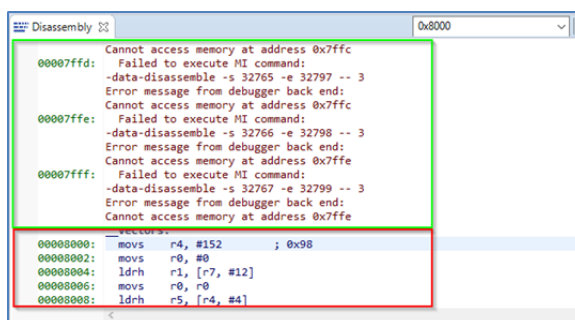 Disassembly
0x8000
Cannot access memory at address 0x7ffc
00007ffd: Failed to execute MI command:
-data-disassemble -s 32765 -e 32797 -- 3
Error message from debugger back end:
Cannot access memory at address 0x7ffc
00007ffe: Failed to execute MI command:
-data-disassemble -s 32766 -e 32798 -- 3
Error message from debugger back end:
Cannot access memory at address 0x7ffe
00007fff: Failed to execute MI command:
-data-disassemble -s 32767 -e 32799 -- 3
Error message from debugger back end:
Cannot access memory at address 0x7ffe
__vectors:
00008000: movs r4, #152 ; 0x98
00008002: movs r0, #0
00008004: ldrh r1, [r7, #12]
00008006: movs r0, r0
00008008: ldrh r5, [r4, #4]